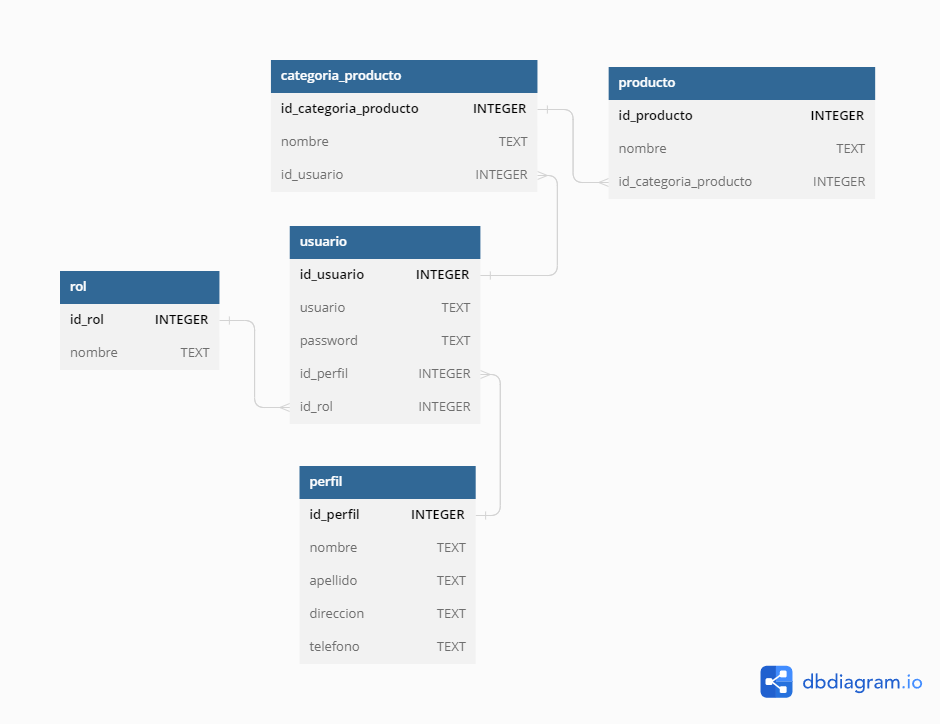 categoria_producto
id_categoria_producto INTEGER
nombre TEXT
id_usuario INTEGER
producto
id_producto INTEGER
nombre TEXT
id_categoria_producto INTEGER
usuario
id_usuario INTEGER
usuario TEXT
password TEXT
id_perfil INTEGER
id_rol INTEGER
rol
id_rol INTEGER
nombre TEXT
perfil
id_perfil INTEGER
nombre TEXT
apellido TEXT
direccion TEXT
telefono TEXT
dbdiagram.io